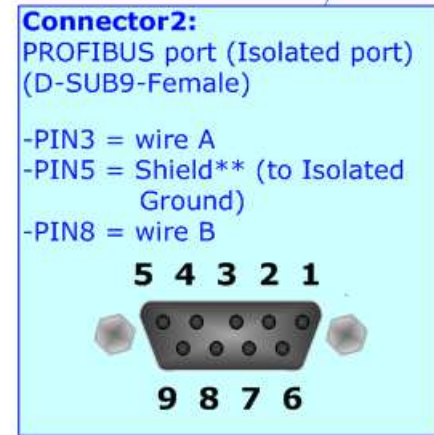 Connector2:
PROFIBUS port (Isolated port)
(D-SUB9-Female)
-PIN3 = wire A
-PIN5 = Shield** (to Isolated
Ground)
-PIN8 = wire B
5 4 3 2 1
9 8 7 6